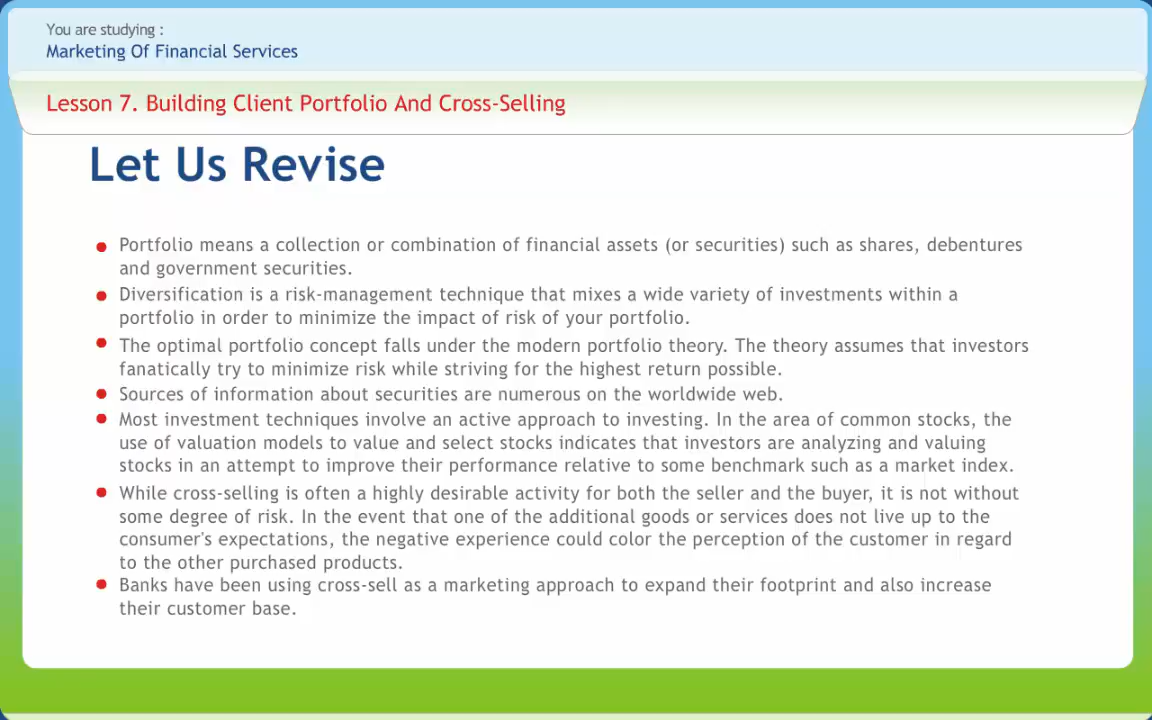 You are studying :
Marketing Of Financial Services
Lesson 7. Building Client Portfolio And Cross-Selling
Let Us Revise
Portfolio means a collection or combination of financial assets (or securities) such as shares, debentures
and government securities.
Diversification is a risk-management technique that mixes a wide variety of investments within a
portfolio in order to minimize the impact of risk of your portfolio.
The optimal portfolio concept falls under the modern portfolio theory. The theory assumes that investors
fanatically try to minimize risk while striving for the highest return possible.
Sources of information about securities are numerous on the worldwide web.
Most investment techniques involve an active approach to investing. In the area of common stocks, the
use of valuation models to value and select stocks indicates that investors are analyzing and valuing
stocks in an attempt to improve their performance relative to some benchmark such as a market index.
While cross-selling is often a highly desirable activity for both the seller and the buyer, it is not without
some degree of risk. In the event that one of the additional goods or services does not live up to the
consumer's expectations, the negative experience could color the perception of the customer in regard
to the other purchased products.
Banks have been using cross-sell as a marketing approach to expand their footprint and also increase
their customer base.